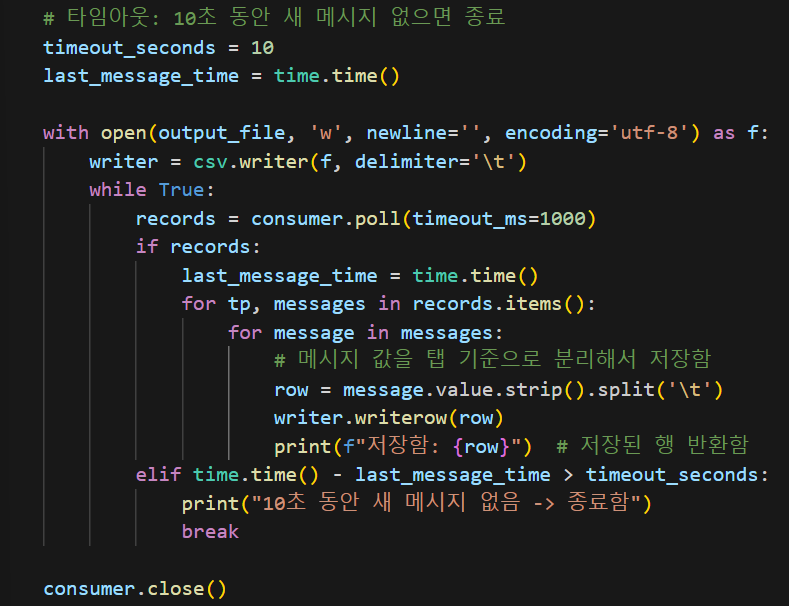 # 타임아웃: 10초 동안 새 메시지 없으면 종료
timeout_seconds = 10
last_message_time = time.time()
with open(output_file, 'w', newline='', encoding='utf-8') as f:
    writer = csv.writer(f, delimiter='\t')
    while True:
        records = consumer.poll(timeout_ms=1000)
        if records:
            last_message_time = time.time()
            for tp, messages in records.items():
                for message in messages:
                    # 메시지 값을 탭 기준으로 분리해서 저장함
                    row = message.value.strip().split('\t')
                    writer.writerow(row)
                    print(f"저장함: {row}")  # 저장된 행 반환함
        elif time.time() - last_message_time > timeout_seconds:
            print("10초 동안 새 메시지 없음 -> 종료함")
            break
consumer.close()